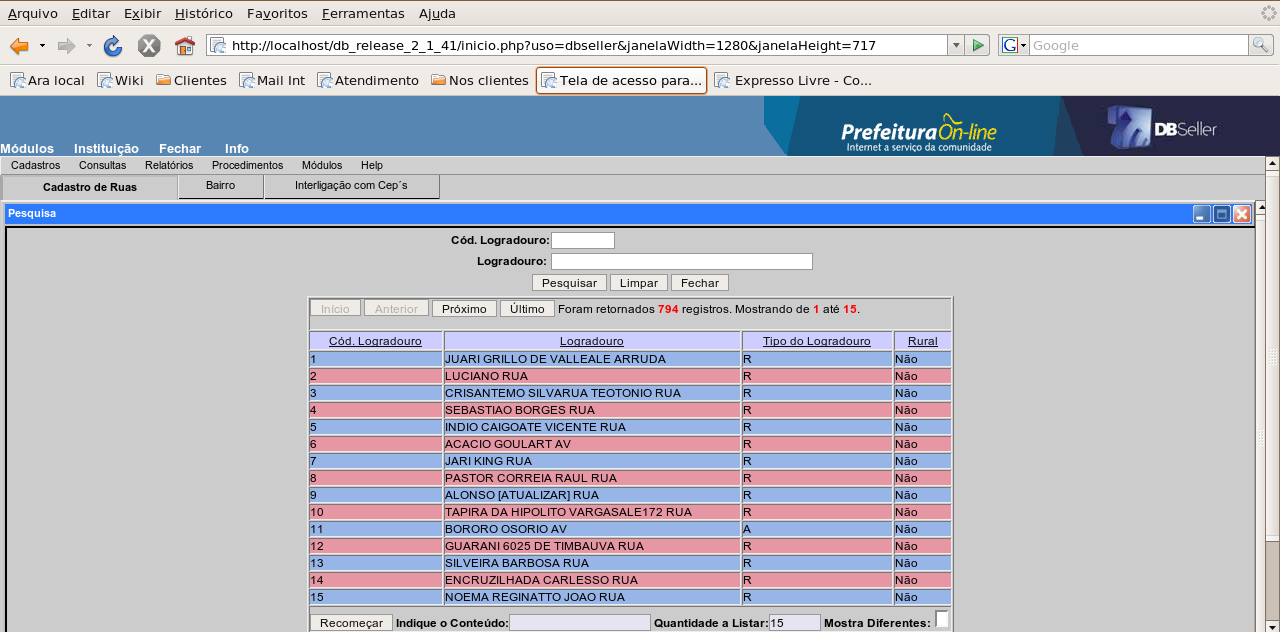 Arquivo Editar Exibir Histórico Favoritos Ferramentas Ajuda
http://localhost/db_release_2_1_41/inicio.php?uso=dbseller&janelaWidth=1280&janelaHeight=717 G Google
Ara local Wiki Clientes Mail Int Atendimento Nos clientes Tela de acesso para... Expresso Livre - Co...
Prefeitura On-line DBSeller
Internet a serviço da comunidade
Módulos Instituição Fechar Info
Cadastros Consultas Relatórios Procedimentos Módulos Help
Cadastro de Ruas Bairro Interligação com Cep´s
Pesquisa
Cód. Logradouro:
Logradouro:
Pesquisar Limpar Fechar
Início Anterior Próximo Último Foram retornados 794 registros. Mostrando de 1 até 15.
Cód. Logradouro Logradouro Tipo do Logradouro Rural
1 JUARI GRILLO DE VALLEALE ARRUDA R Não
2 LUCIANO RUA R Não
3 CRISANTEMO SILVARUA TEOTONIO RUA R Não
4 SEBASTIAO BORGES RUA R Não
5 INDIO CAIGOATE VICENTE RUA R Não
6 ACACIO GOULART AV R Não
7 JARI KING RUA R Não
8 PASTOR CORREIA RAUL RUA R Não
9 ALONSO [ATUALIZAR] RUA R Não
10 TAPIRA DA HIPOLITO VARGASALE172 RUA R Não
11 BORORO OSORIO AV A Não
12 GUARANI 6025 DE TIMBAUVA RUA R Não
13 SILVEIRA BARBOSA RUA R Não
14 ENCRUZILHADA CARLESSO RUA R Não
15 NOEMA REGINATTO JOAO RUA R Não
Recomeçar Indique o Conteúdo: Quantidade a Listar: 15 Mostra Diferentes: